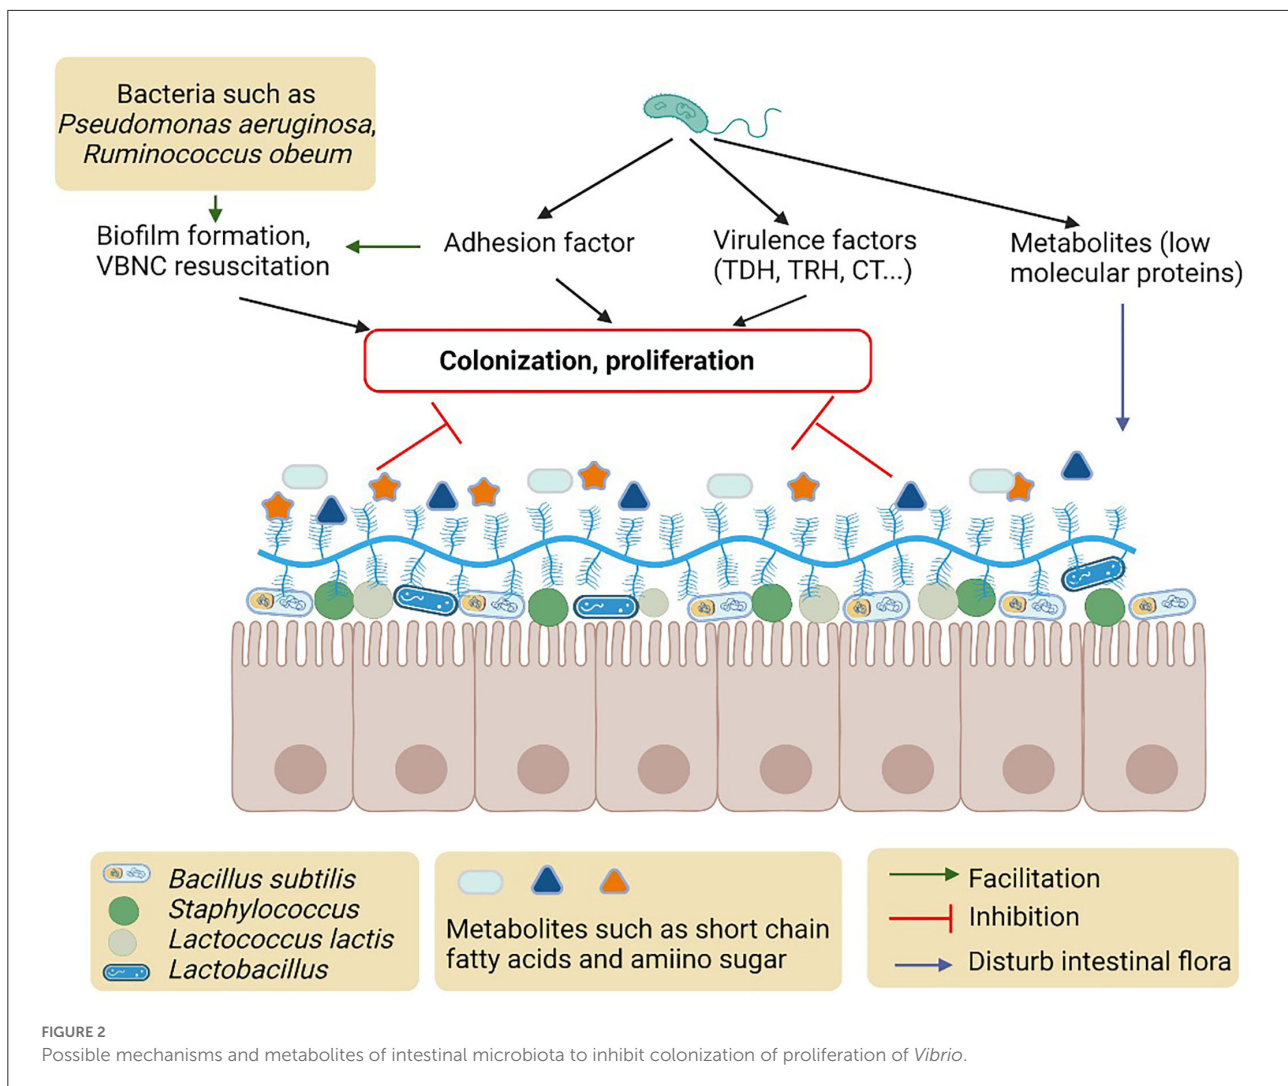 Bacteria such as
Pseudomonas aeruginosa,
Ruminococcus obeum
Biofilm formation,
VBNC resuscitation
Adhesion factor
Virulence factors
(TDH, TRH, CT...)
Metabolites (low
molecular proteins)
Colonization, proliferation
Bacillus subtilis
Staphylococcus
Lactococcus lactis
Lactobacillus
Metabolites such as short chain
fatty acids and amiino sugar
Facilitation
Inhibition
Disturb intestinal flora
FIGURE 2
Possible mechanisms and metabolites of intestinal microbiota to inhibit colonization of proliferation of Vibrio.